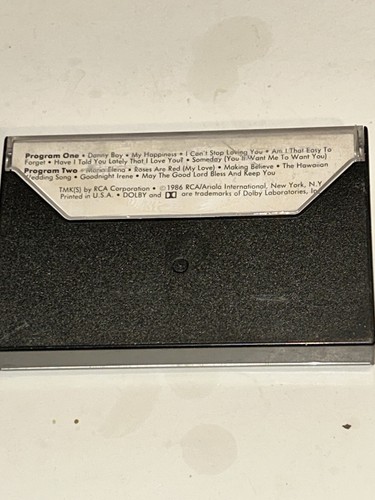 Program One • Danny Boy • My Happiness • I Can't Stop Loving You • Am I That Easy To
Forget • Have I Told You Lately That I Love You? • Someday (You'll Want Me To Want You)
Program Two • Maria Elena • Roses Are Red (My Love) • Making Believe • The Hawaiian
Wedding Song • Goodnight Irene • May The Good Lord Bless And Keep You
TMK(S) by RCA Corporation • ©1986 RCA/Ariola International, New York, N.Y.
Printed in U.S.A. • DOLBY and are trademarks of Dolby Laboratories,